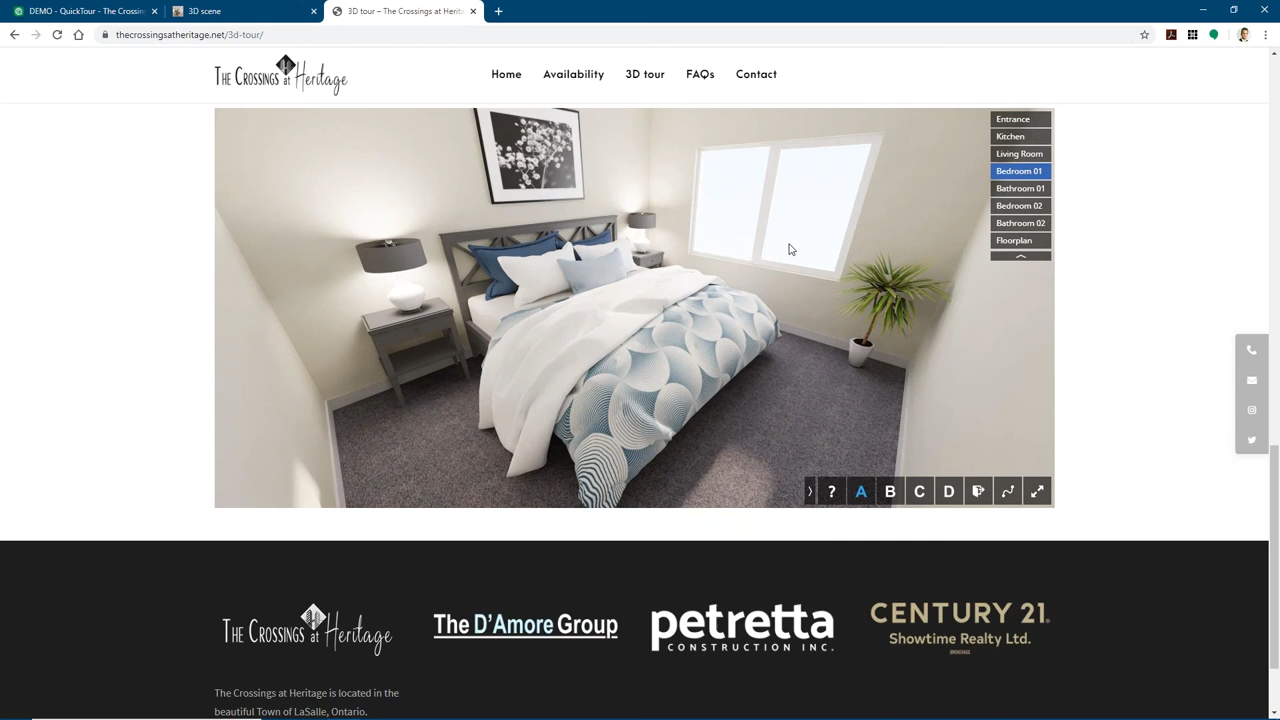 DEMO – QuickTour - The Crossing
3D scene
3D tour – The Crossings at Herita
thecrossingsatheritage.net/3d-tour/
THE CROSSINGS at Heritage
Home
Availability
3D tour
FAQs
Contact
Entrance
Kitchen
Living Room
Bedroom 01
Bathroom 01
Bedroom 02
Bathroom 02
Floorplan
? A B C D
THE CROSSINGS at Heritage
The D'Amore Group
petretta
CONSTRUCTION INC.
CENTURY 21.
Showtime Realty Ltd.
BROKERAGE
The Crossings at Heritage is located in the
beautiful Town of LaSalle, Ontario.